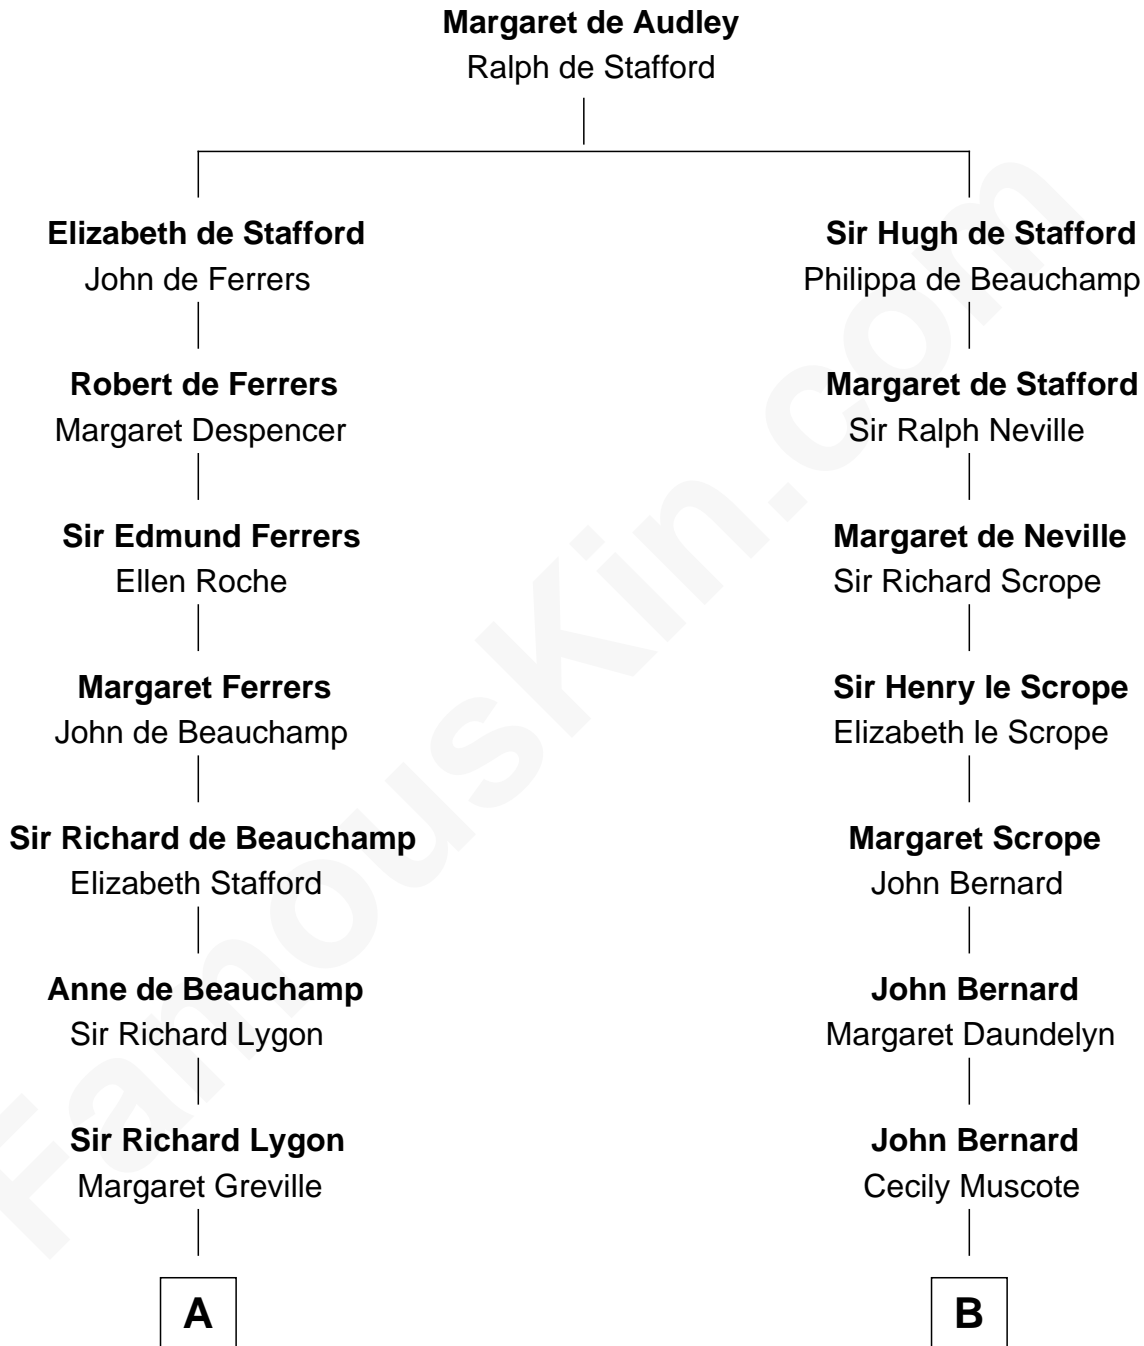 Margaret de Audley
Ralph de Stafford
Elizabeth de Stafford
John de Ferrers
Robert de Ferrers
Margaret Despencer
Sir Edmund Ferrers
Ellen Roche
Margaret Ferrers
John de Beauchamp
Sir Richard de Beauchamp
Elizabeth Stafford
Anne de Beauchamp
Sir Richard Lygon
Sir Richard Lygon
Margaret Greville
A
Sir Hugh de Stafford
Philippa de Beauchamp
Margaret de Stafford
Sir Ralph Neville
Margaret de Neville
Sir Richard Scrope
Sir Henry le Scrope
Elizabeth le Scrope
Margaret Scrope
John Bernard
John Bernard
Margaret Daundelyn
John Bernard
Cecily Muscote
B
FamousKin.com